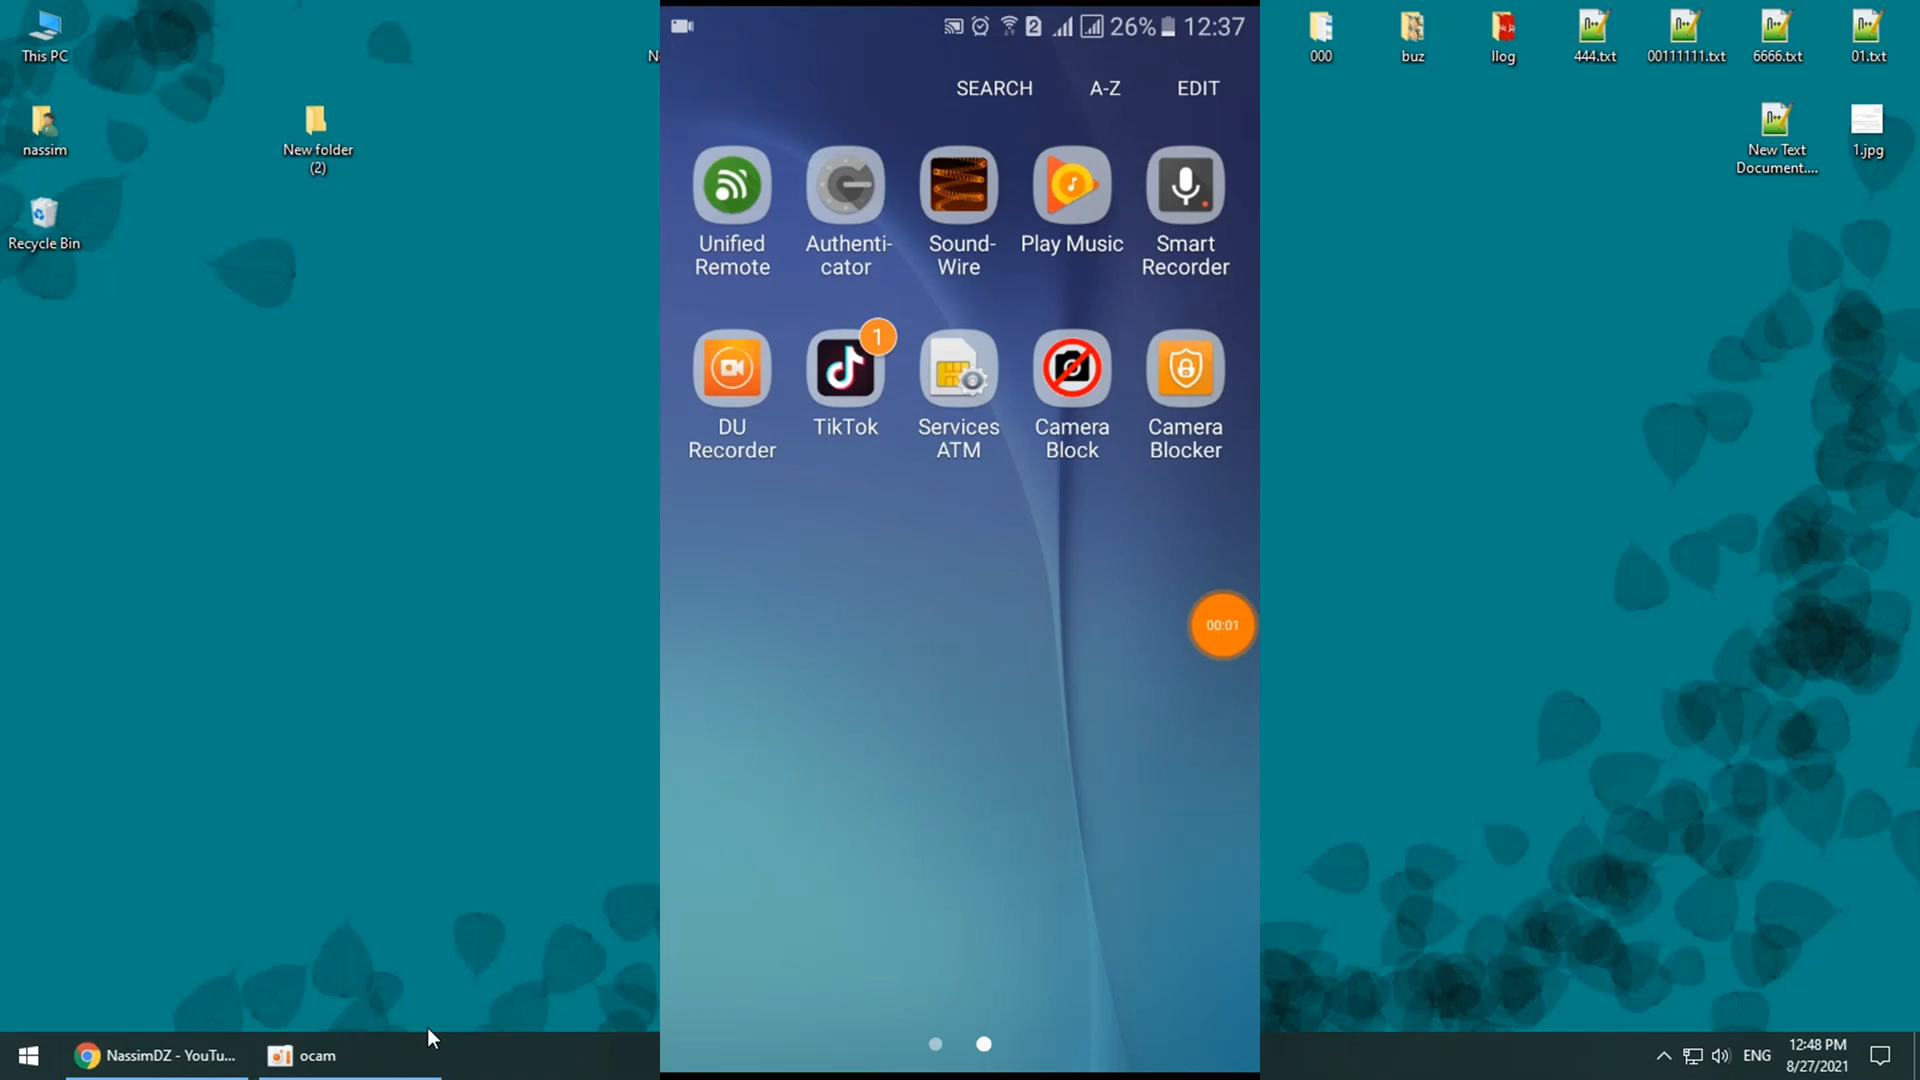 This PC
nassim
Recycle Bin
New folder
(2)
26% 12:37
SEARCH
A-Z
EDIT
Unified
Remote
Authenti-
cator
Sound-
Wire
Play Music
Smart
Recorder
DU
Recorder
1
TikTok
Services
ATM
Camera
Block
Camera
Blocker
00:01
000
buz
llog
444.txt
00111111.txt
6666.txt
01.txt
New Text
Document....
1.jpg
NassimDZ - YouTu...
ocam
ENG
12:48 PM
8/27/2021